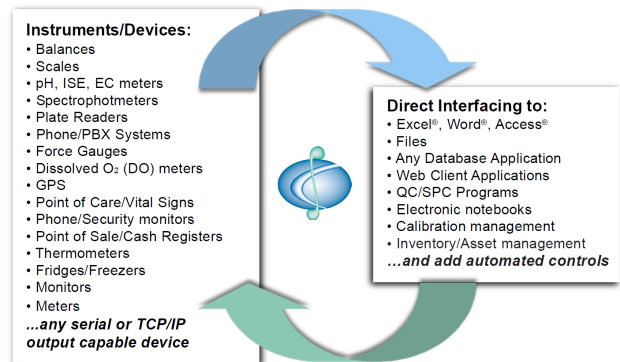 Instruments/Devices:
• Balances
• Scales
• pH, ISE, EC meters
• Spectrophotmeters
• Plate Readers
• Phone/PBX Systems
• Force Gauges
• Dissolved O₂ (DO) meters
• GPS
• Point of Care/Vital Signs
• Phone/Security monitors
• Point of Sale/Cash Registers
• Thermometers
• Fridges/Freezers
• Monitors
• Meters
...any serial or TCP/IP
output capable device
Direct Interfacing to:
• Excel®, Word®, Access®
• Files
• Any Database Application
• Web Client Applications
• QC/SPC Programs
• Electronic notebooks
• Calibration management
• Inventory/Asset management
...and add automated controls